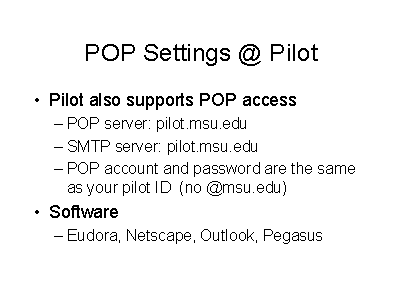 POP Settings @ Pilot
• Pilot also supports POP access
– POP server: pilot.msu.edu
– SMTP server: pilot.msu.edu
– POP account and password are the same
as your pilot ID (no @msu.edu)
• Software
– Eudora, Netscape, Outlook, Pegasus